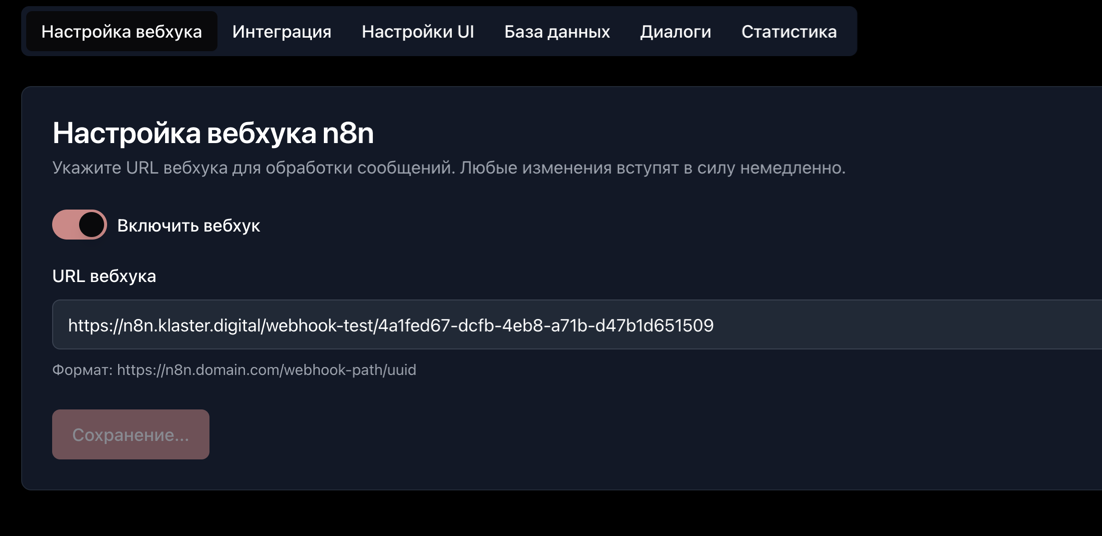 Настройка вебхука Интеграция Настройки UI База данных Диалоги Статистика
Настройка вебхука n8n
Укажите URL вебхука для обработки сообщений. Любые изменения вступят в силу немедленно.
Включить вебхук
URL вебхука
https://n8n.klaster.digital/webhook-test/4a1fed67-dcfb-4eb8-a71b-d47b1d651509
Формат: https://n8n.domain.com/webhook-path/uuid
Сохранение...